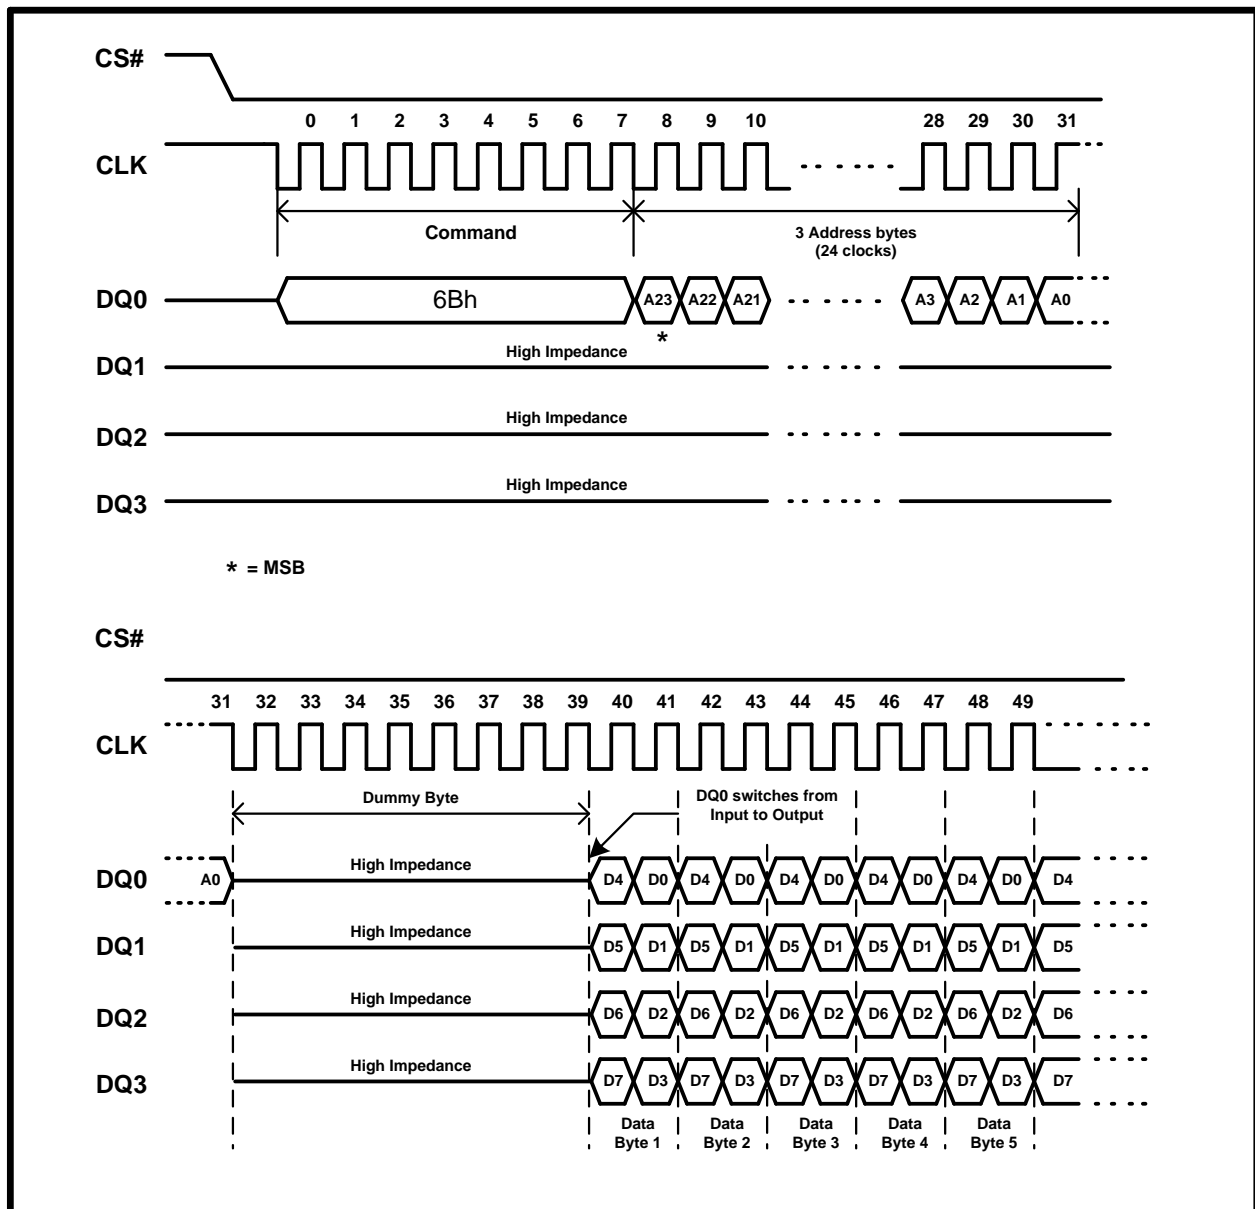 CS#
0 1 2 3 4 5 6 7 8 9 10 28 29 30 31
CLK
Command
3 Address bytes
(24 clocks)
DQ0 6Bh A23 A22 A21 A3 A2 A1 A0
*
High Impedance
DQ1
High Impedance
DQ2
High Impedance
DQ3
* = MSB
CS#
31 32 33 34 35 36 37 38 39 40 41 42 43 44 45 46 47 48 49
CLK
Dummy Byte
DQ0 switches from
Input to Output
High Impedance
DQ0 A0 D4 D0 D4 D0 D4 D0 D4 D0 D4 D0 D4
High Impedance
DQ1 D5 D1 D5 D1 D5 D1 D5 D1 D5 D1 D5
High Impedance
DQ2 D6 D2 D6 D2 D6 D2 D6 D2 D6 D2 D6
High Impedance
DQ3 D7 D3 D7 D3 D7 D3 D7 D3 D7 D3 D7
Data Data Data Data Data
Byte 1 Byte 2 Byte 3 Byte 4 Byte 5